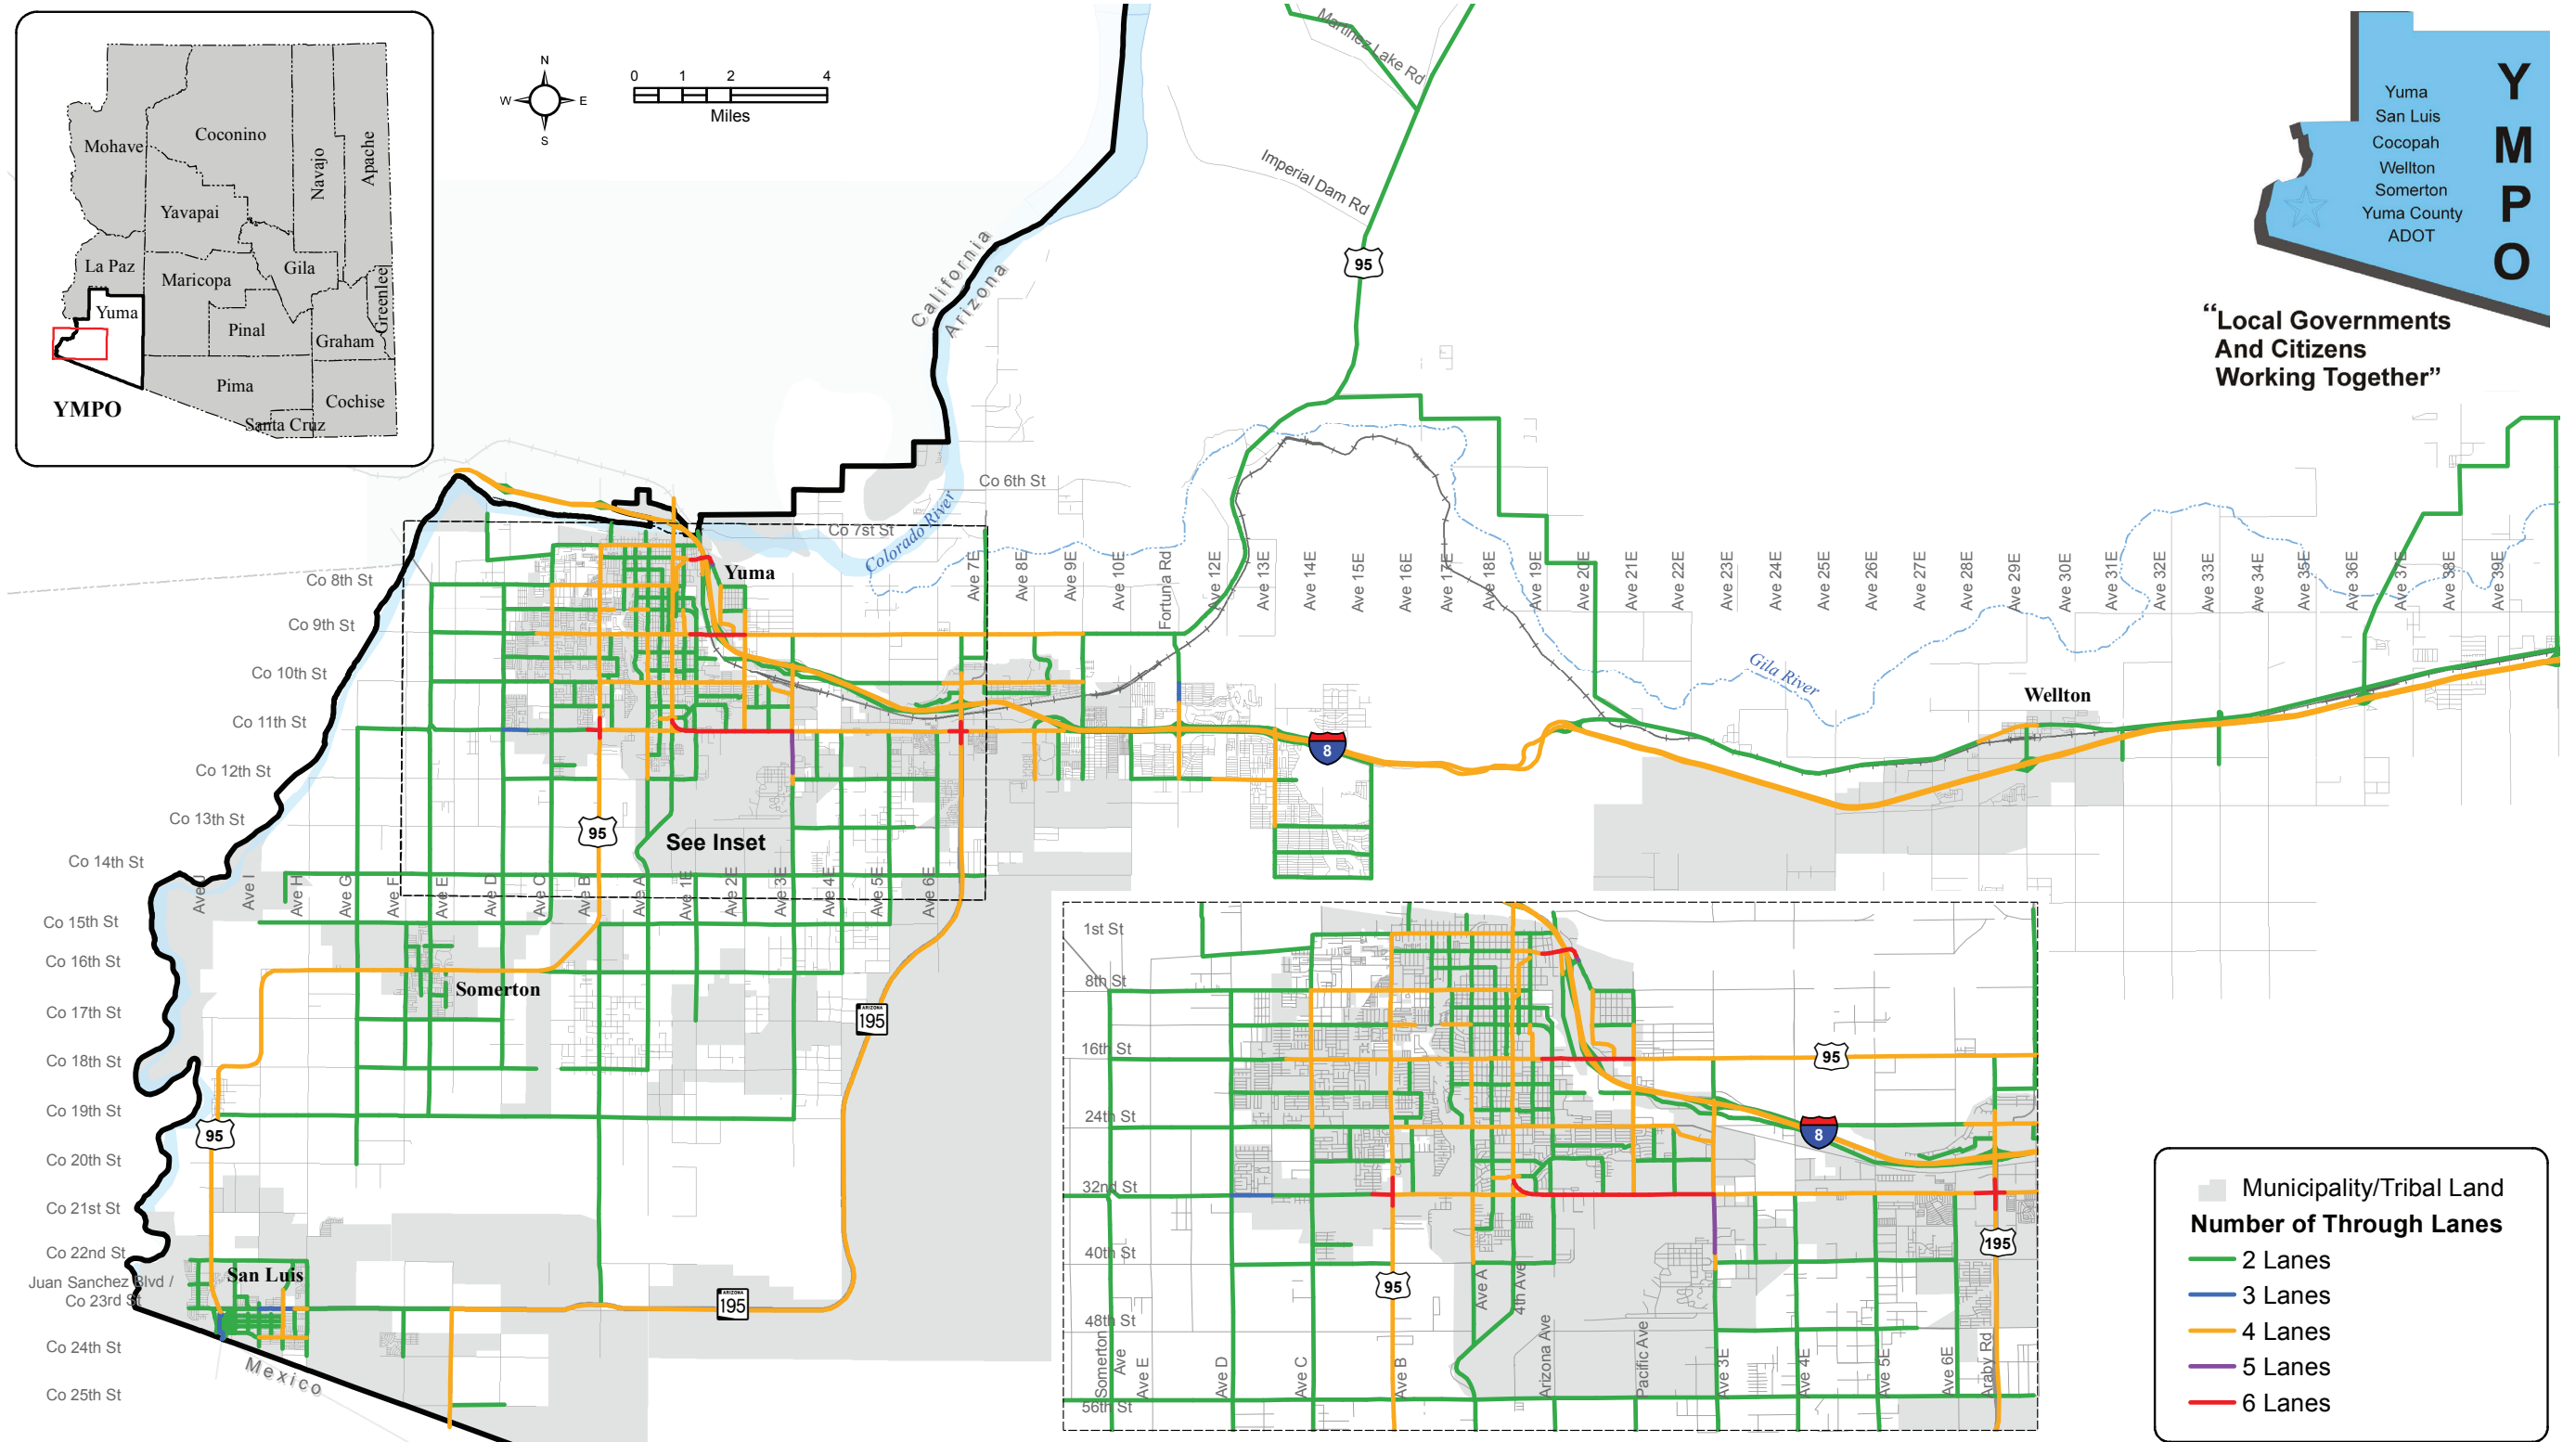 Mohave
Coconino
Navajo
Apache
Yavapai
La Paz
Maricopa
Gila
Greenlee
Yuma
Pinal
Graham
Pima
Cochise
Santa Cruz
YMPO
N
W
E
S
0 1 2 4
Miles
Martinez Lake Rd
Imperial Dam Rd
95
California
Arizona
Yuma
San Luis
Cocopah
Wellton
Somerton
Yuma County
ADOT
Y
M
P
O
“Local Governments
And Citizens
Working Together”
Co 6th St
Co 7st St
Colorado River
Gila River
Co 8th St
Co 9th St
Co 10th St
Co 11th St
Co 12th St
Co 13th St
Co 14th St
Co 15th St
Co 16th St
Co 17th St
Co 18th St
Co 19th St
Co 20th St
Co 21st St
Co 22nd St
Juan Sanchez Blvd /
Co 23rd St
Co 24th St
Co 25th St
Yuma
Ave 7E
Ave 8E
Ave 9E
Ave 10E
Fortuna Rd
Ave 12E
Ave 13E
Ave 14E
Ave 15E
Ave 16E
Ave 17E
Ave 18E
Ave 19E
Ave 20E
Ave 21E
Ave 22E
Ave 23E
Ave 24E
Ave 25E
Ave 26E
Ave 27E
Ave 28E
Ave 29E
Ave 30E
Ave 31E
Ave 32E
Ave 33E
Ave 34E
Ave 35E
Ave 36E
Ave 37E
Ave 38E
Ave 39E
Wellton
8
95
See Inset
Ave J
Ave I
Ave H
Ave G
Ave F
Ave E
Ave D
Ave C
Ave B
Ave A
Ave 1E
Ave 2E
Ave 3E
Ave 4E
Ave 5E
Ave 6E
Somerton
ARIZONA
195
95
San Luis
ARIZONA
195
Mexico
1st St
8th St
16th St
24th St
32nd St
40th St
48th St
56th St
95
8
195
95
Somerton
Ave
Ave E
Ave D
Ave C
Ave B
Ave A
4th Ave
Arizona Ave
Pacific Ave
Ave 3E
Ave 4E
Ave 5E
Ave 6E
Araby Rd
Municipality/Tribal Land
Number of Through Lanes
2 Lanes
3 Lanes
4 Lanes
5 Lanes
6 Lanes